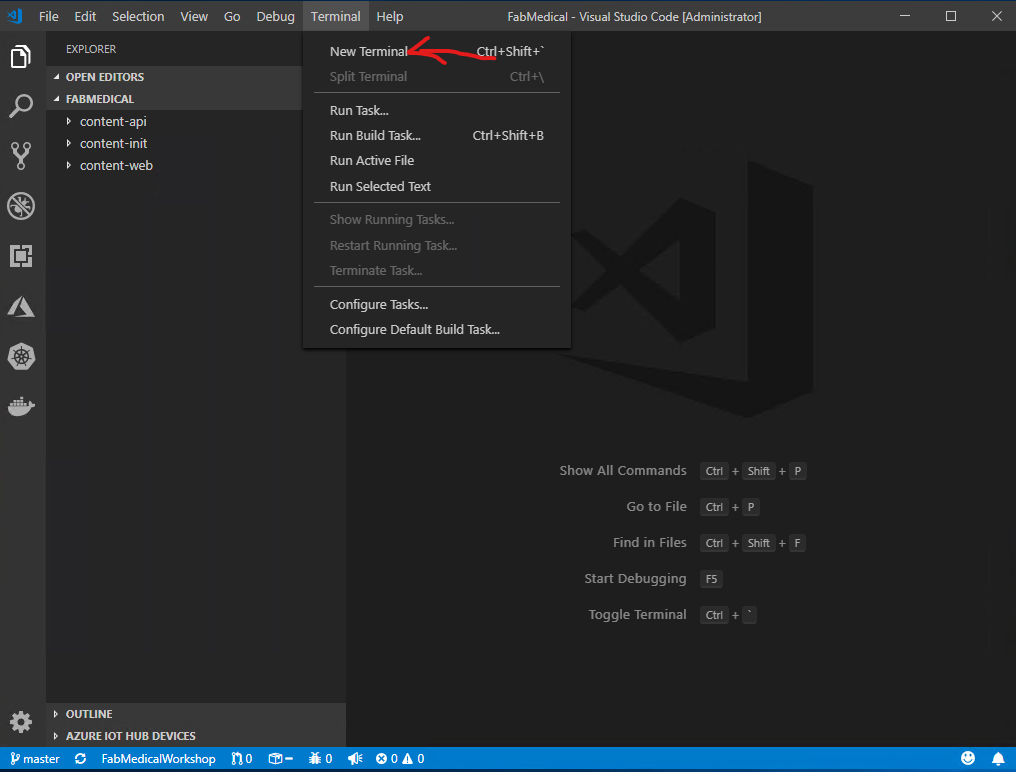 File Edit Selection View Go Debug Terminal Help FabMedical - Visual Studio Code [Administrator]
EXPLORER
OPEN EDITORS
FABMEDICAL
content-api
content-init
content-web
New Terminal Ctrl+Shift+`
Split Terminal Ctrl+\
Run Task...
Run Build Task... Ctrl+Shift+B
Run Active File
Run Selected Text
Show Running Tasks...
Restart Running Task...
Terminate Task...
Configure Tasks...
Configure Default Build Task...
Show All Commands Ctrl + Shift + P
Go to File Ctrl + P
Find in Files Ctrl + Shift + F
Start Debugging F5
Toggle Terminal Ctrl + `
OUTLINE
AZURE IOT HUB DEVICES
master FabMedicalWorkshop 0 0 0 0